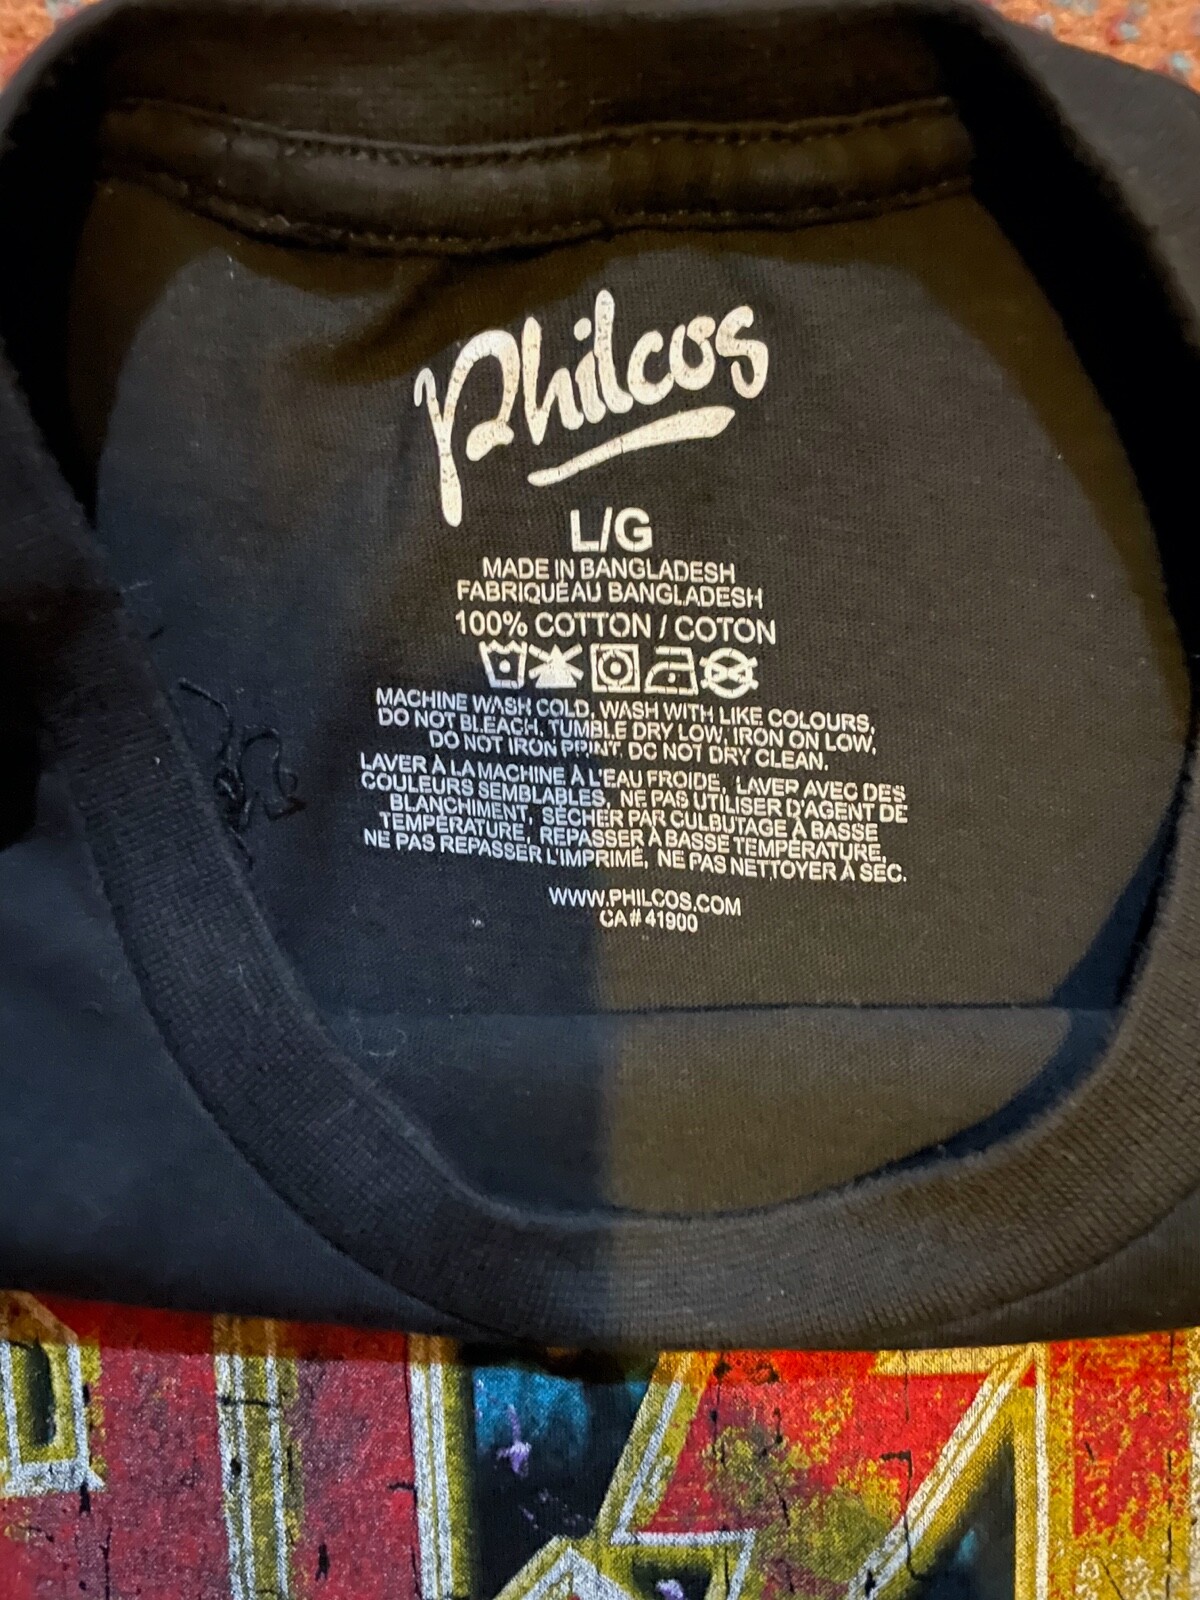 Philcos
L/G
MADE IN BANGLADESH
FABRIQUÉ AU BANGLADESH
100% COTTON / COTON
MACHINE WASH COLD, WASH WITH LIKE COLOURS,
DO NOT BLEACH, TUMBLE DRY LOW, IRON ON LOW,
DO NOT IRON PRINT, DO NOT DRY CLEAN.
LAVER À LA MACHINE À L'EAU FROIDE, LAVER AVEC DES
COULEURS SEMBLABLES, NE PAS UTILISER D'AGENT DE
BLANCHIMENT, SÉCHER PAR CULBUTAGE À BASSE
TEMPÉRATURE, REPASSER À BASSE TEMPÉRATURE,
NE PAS REPASSER L'IMPRIMÉ, NE PAS NETTOYER À SEC.
WWW.PHILCOS.COM
CA # 41900